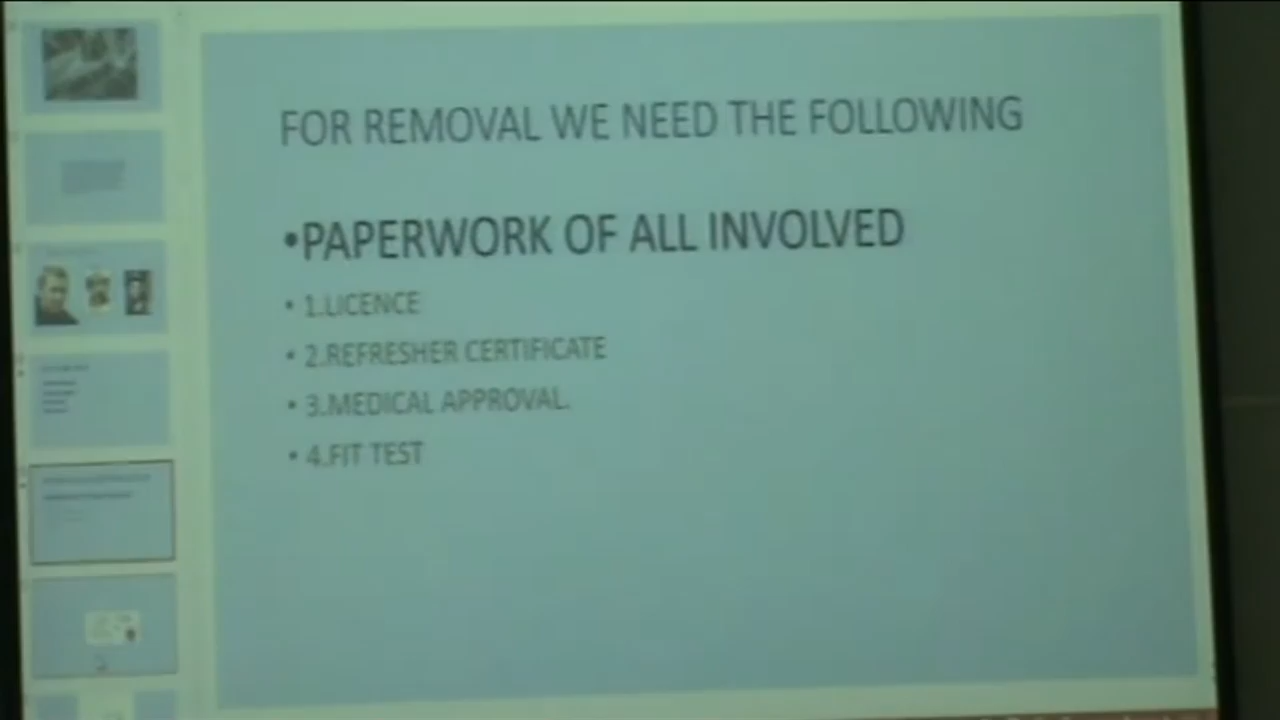 FOR REMOVAL WE NEED THE FOLLOWING
•PAPERWORK OF ALL INVOLVED
• 1.LICENCE
• 2.REFRESHER CERTIFICATE
• 3.MEDICAL APPROVAL.
• 4.FIT TEST